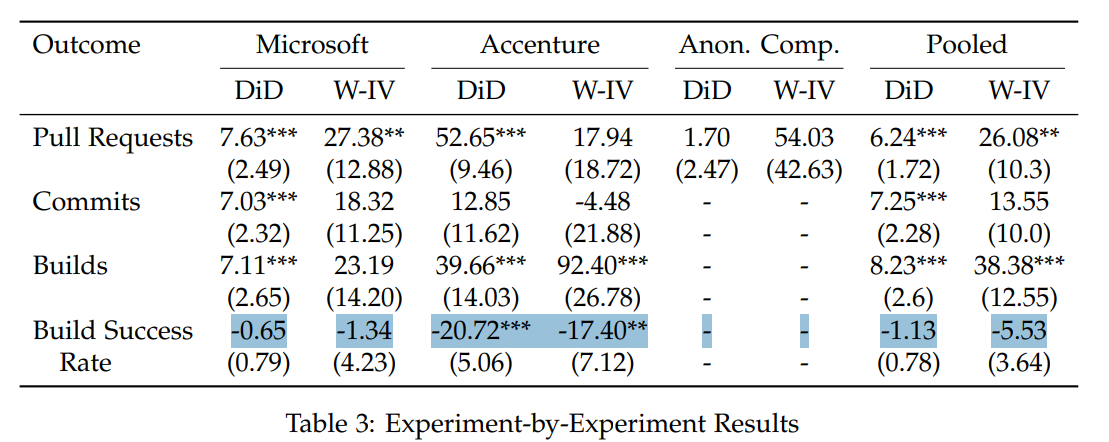 Outcome Microsoft Accenture Anon. Comp. Pooled
DiD W-IV DiD W-IV DiD W-IV DiD W-IV
Pull Requests 7.63*** 27.38** 52.65*** 17.94 1.70 54.03 6.24*** 26.08**
(2.49) (12.88) (9.46) (18.72) (2.47) (42.63) (1.72) (10.3)
Commits 7.03*** 18.32 12.85 -4.48 - - 7.25*** 13.55
(2.32) (11.25) (11.62) (21.88) - - (2.28) (10.0)
Builds 7.11*** 23.19 39.66*** 92.40*** - - 8.23*** 38.38***
(2.65) (14.20) (14.03) (26.78) - - (2.6) (12.55)
Build Success -0.65 -1.34 -20.72*** -17.40** - - -1.13 -5.53
Rate (0.79) (4.23) (5.06) (7.12) - - (0.78) (3.64)
Table 3: Experiment-by-Experiment Results